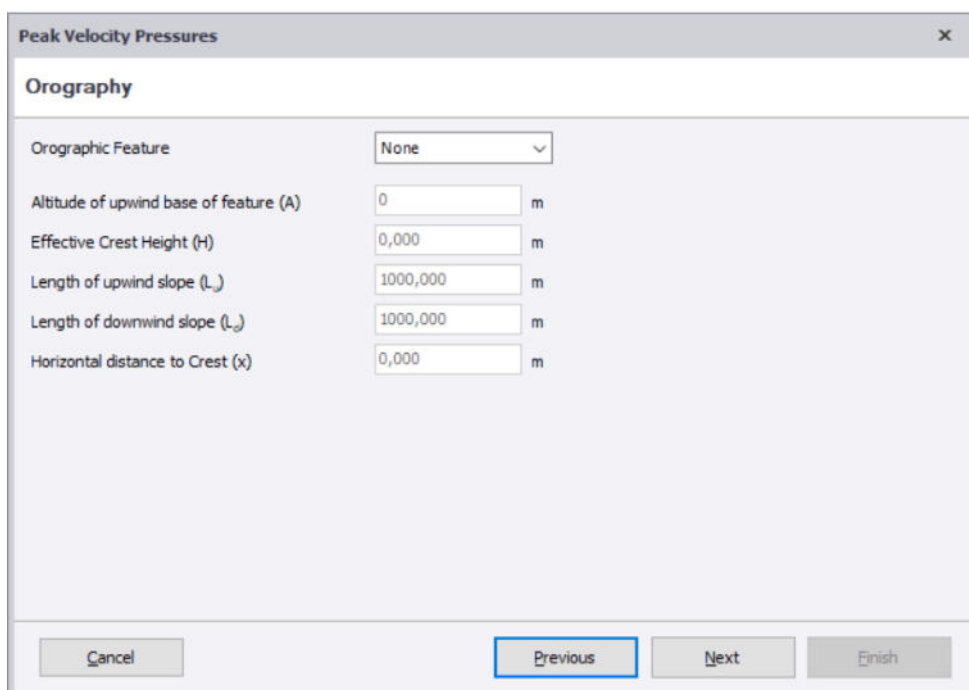 Peak Velocity Pressures
Orography
Orographic Feature None
Altitude of upwind base of feature (A) 0 m
Effective Crest Height (H) 0,000 m
Length of upwind slope (Lᵤ) 1000,000 m
Length of downwind slope (L_d) 1000,000 m
Horizontal distance to Crest (x) 0,000 m
Cancel Previous Next Finish